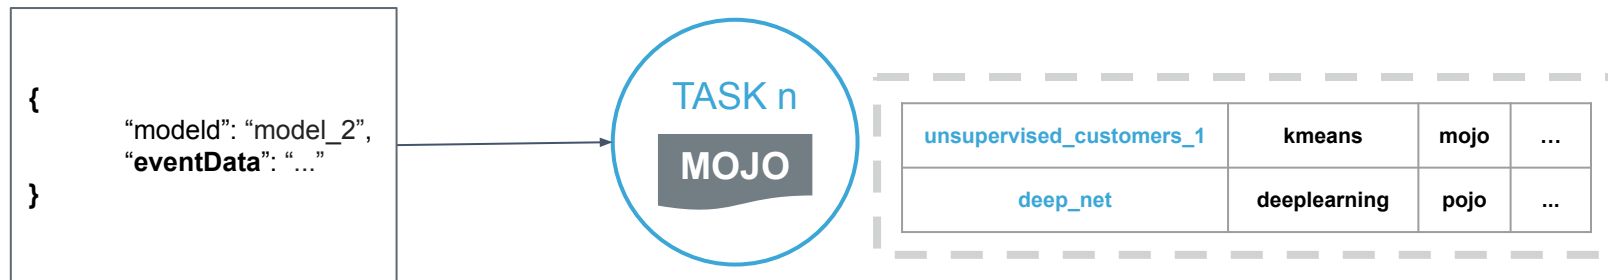 {
“modeld”: “model_2”,
“eventData”: “...”
}
TASK n
MOJO
unsupervised_customers_1 kmeans mojo ...
deep_net deeplearning pojo ...